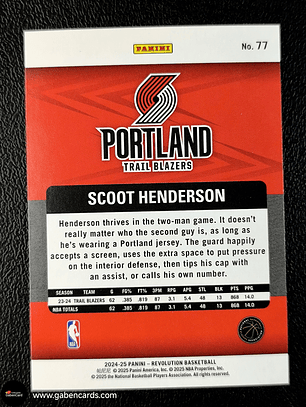 PANINI
No. 77
PORTLAND
TRAIL BLAZERS
SCOOT HENDERSON
Henderson thrives in the two-man game. It doesn't
really matter who the second guy is, as long as
he's wearing a Portland jersey. The guard happily
accepts a screen, uses the extra space to put pressure
on the interior defense, then tips his cap with
an assist, or calls his own number.
SEASON TEAM G FG% FT% REB APG STL BLK PTS PPG
23-24 TRAIL BLAZERS 62 .385 .819 87 3.1 5.4 48 13 868 14.0
NBA TOTALS 62 .385 .819 87 3.1 5.4 48 13 868 14.0
2024-25 PANINI - REVOLUTION BASKETBALL
© 2025 Panini America, Inc. © 2025 NBA Properties, Inc.
© 2025 the National Basketball Players Association. All rights reserved.
www.gabencards.com